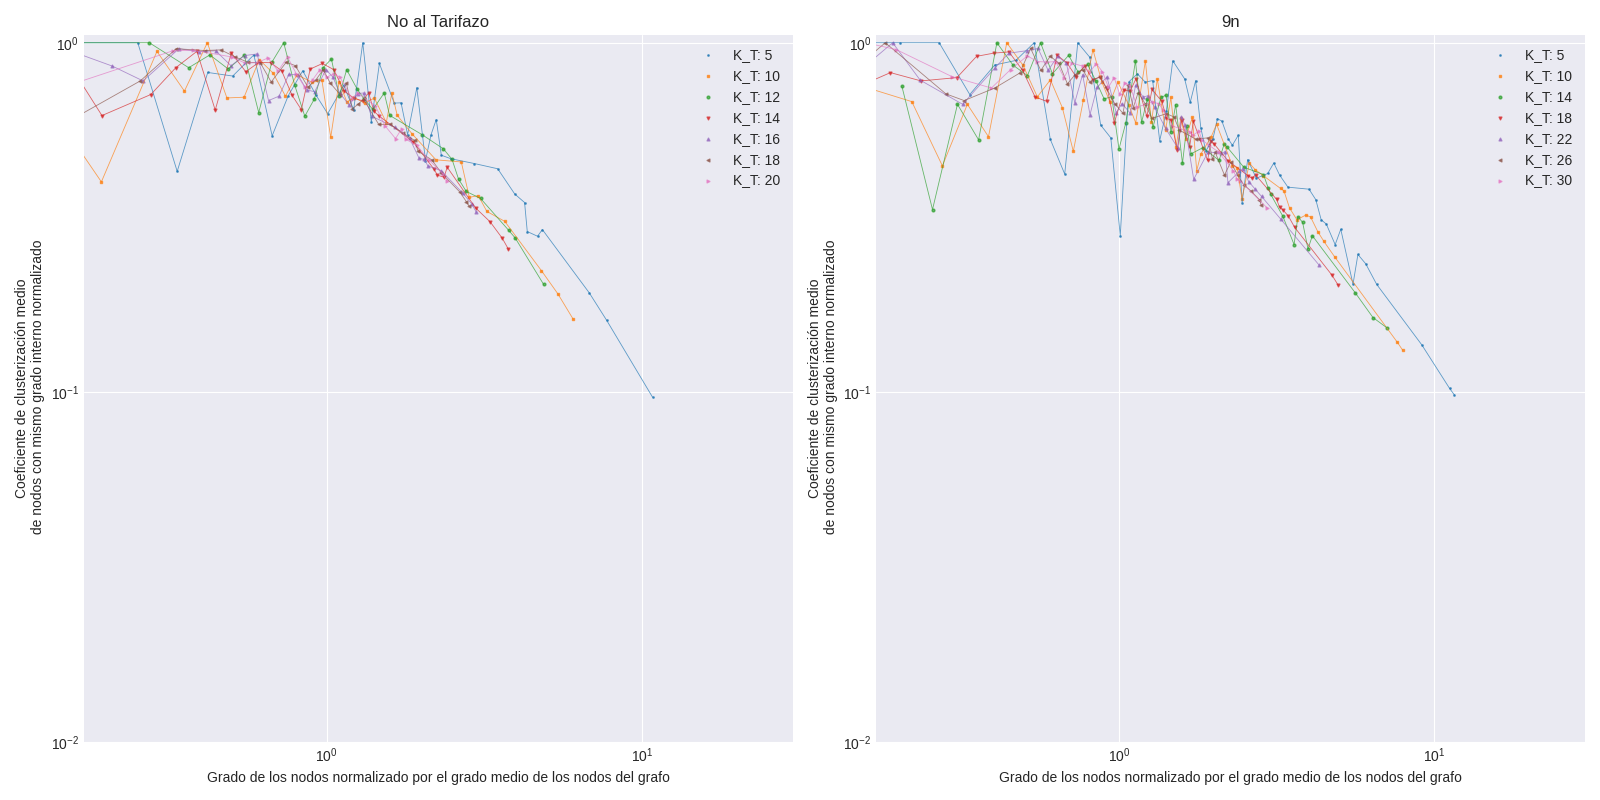 No al Tarifazo
Coeficiente de clusterización medio
de nodos con mismo grado interno normalizado
10^0
10^-1
10^-2
10^0
10^1
Grado de los nodos normalizado por el grado medio de los nodos del grafo
K_T: 5
K_T: 10
K_T: 12
K_T: 14
K_T: 16
K_T: 18
K_T: 20
9n
Coeficiente de clusterización medio
de nodos con mismo grado interno normalizado
10^0
10^-1
10^-2
10^0
10^1
Grado de los nodos normalizado por el grado medio de los nodos del grafo
K_T: 5
K_T: 10
K_T: 14
K_T: 18
K_T: 22
K_T: 26
K_T: 30